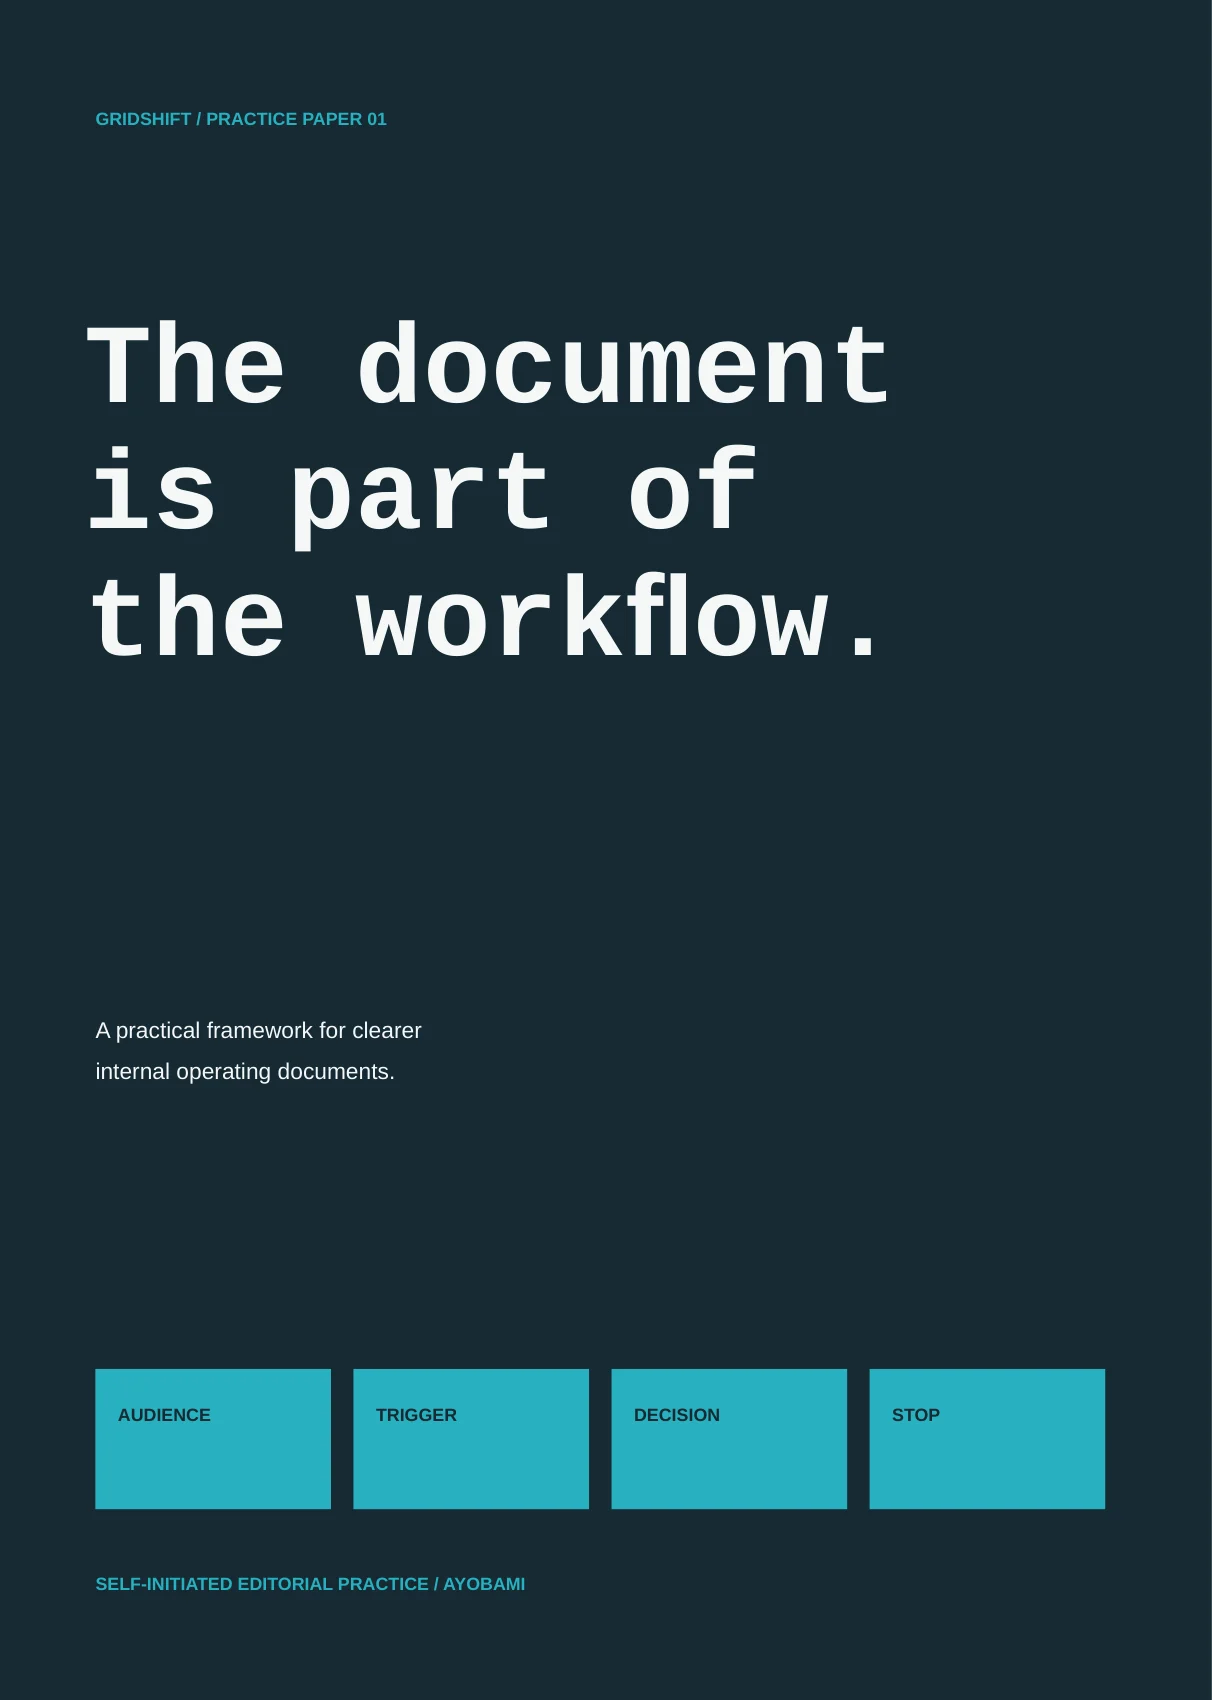 GRIDSHIFT / PRACTICE PAPER 01
The document
is part of
the workflow.
A practical framework for clearer
internal operating documents.
AUDIENCE
TRIGGER
DECISION
STOP
SELF-INITIATED EDITORIAL PRACTICE / AYOBAMI